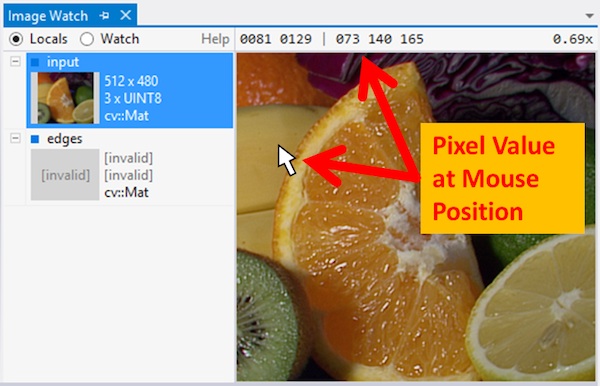 Image Watch
Locals Watch Help
0081 0129 | 073 140 165 0.69x
input
512 x 480
3 x UINT8
cv::Mat
edges
[invalid]
[invalid]
[invalid]
cv::Mat
Pixel Value
at Mouse
Position